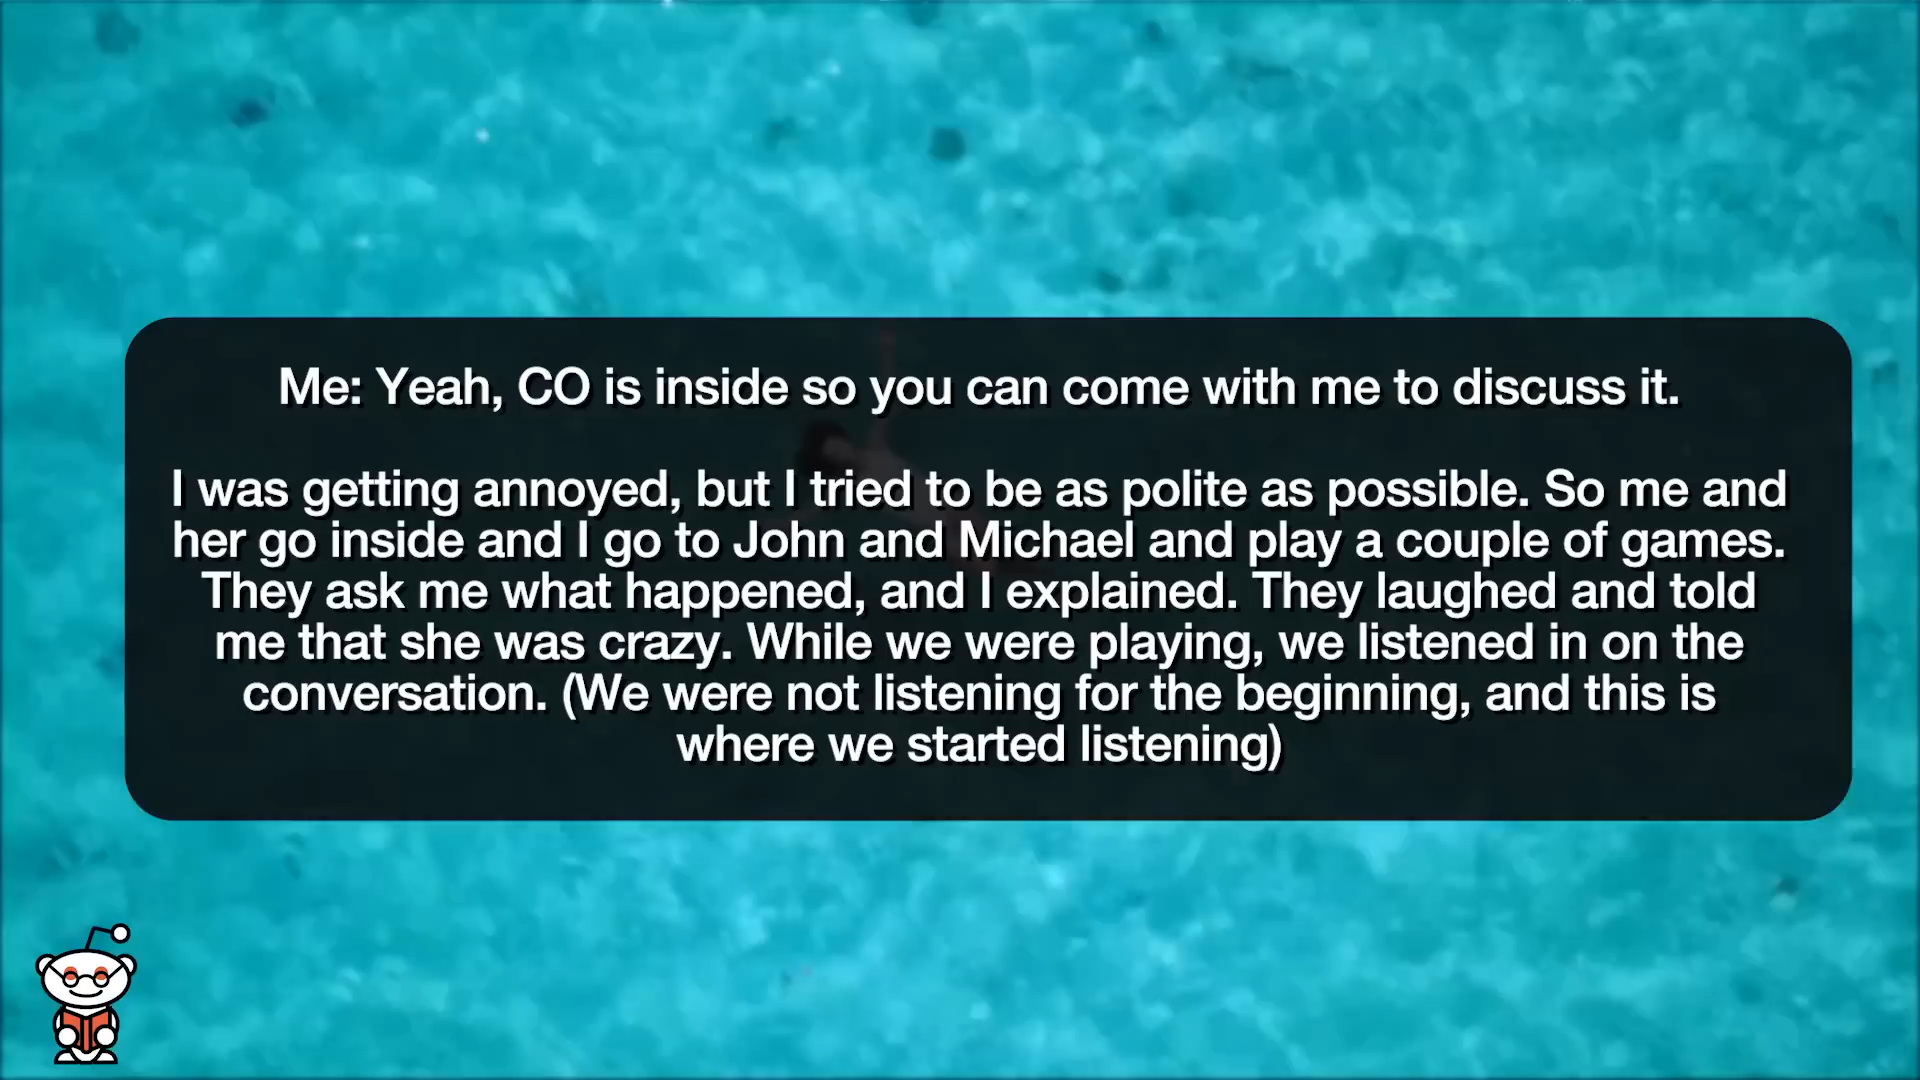 Me: Yeah, CO is inside so you can come with me to discuss it.
I was getting annoyed, but I tried to be as polite as possible. So me and
her go inside and I go to John and Michael and play a couple of games.
They ask me what happened, and I explained. They laughed and told
me that she was crazy. While we were playing, we listened in on the
conversation. (We were not listening for the beginning, and this is
where we started listening)